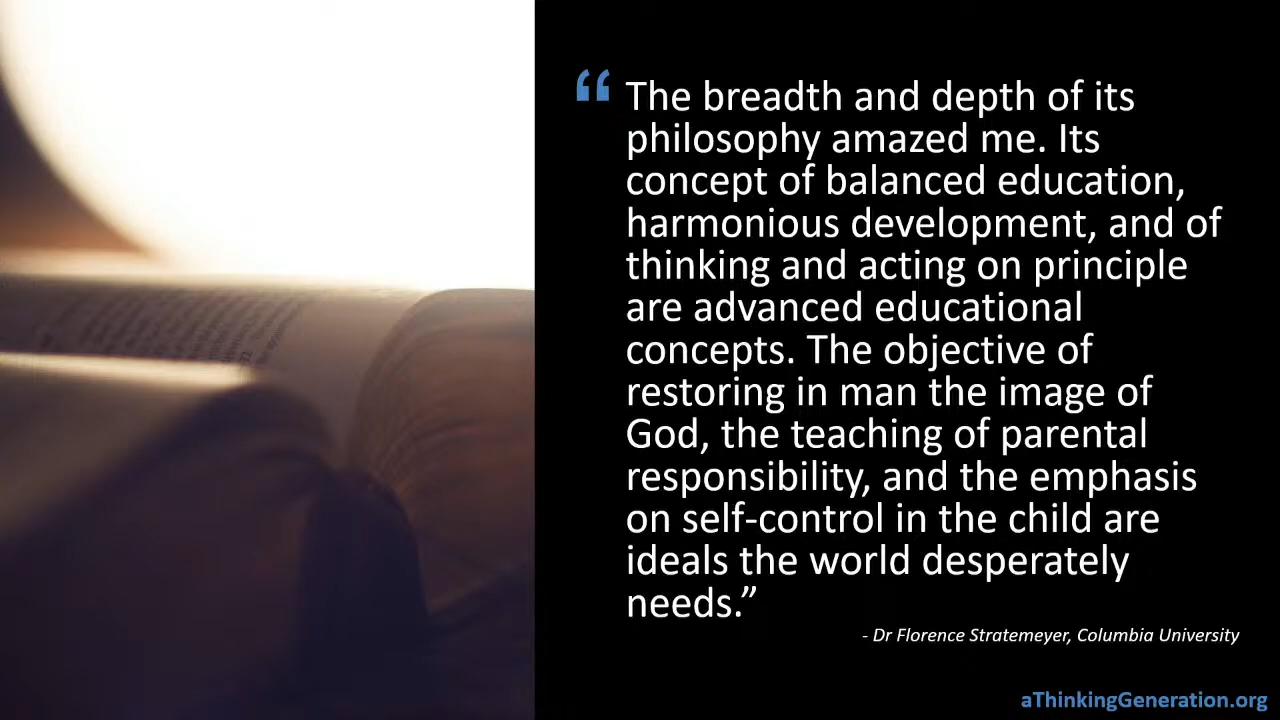 “ The breadth and depth of its
philosophy amazed me. Its
concept of balanced education,
harmonious development, and of
thinking and acting on principle
are advanced educational
concepts. The objective of
restoring in man the image of
God, the teaching of parental
responsibility, and the emphasis
on self-control in the child are
ideals the world desperately
needs.”
- Dr Florence Stratemeyer, Columbia University
aThinkingGeneration.org